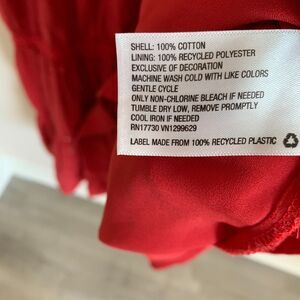 SHELL: 100% COTTON
LINING: 100% RECYCLED POLYESTER
EXCLUSIVE OF DECORATION
MACHINE WASH COLD WITH LIKE COLORS
GENTLE CYCLE
ONLY NON-CHLORINE BLEACH IF NEEDED
TUMBLE DRY LOW, REMOVE PROMPTLY
COOL IRON IF NEEDED
RN17730 VN1299629
LABEL MADE FROM 100% RECYCLED PLASTIC